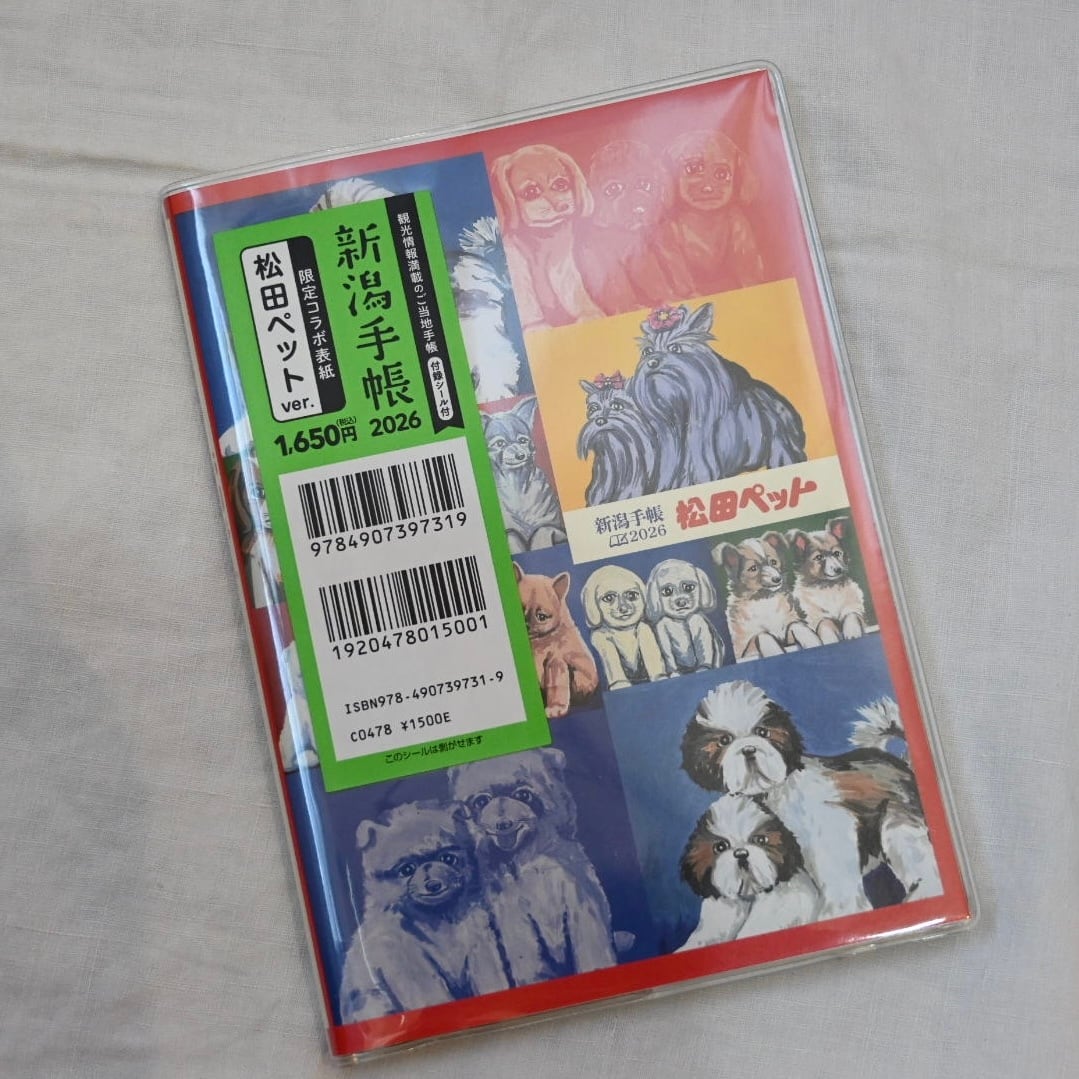 観光情報満載のご当地手帳
付録シール付
新潟手帳
2026
限定コラボ表紙
松田ペット
ver.
1,650円
(税込)
9784907397319
1920478015001
ISBN978-490739731-9
C0478 ¥1500E
このシールは剝がせます
新潟手帳
2026
松田ペット